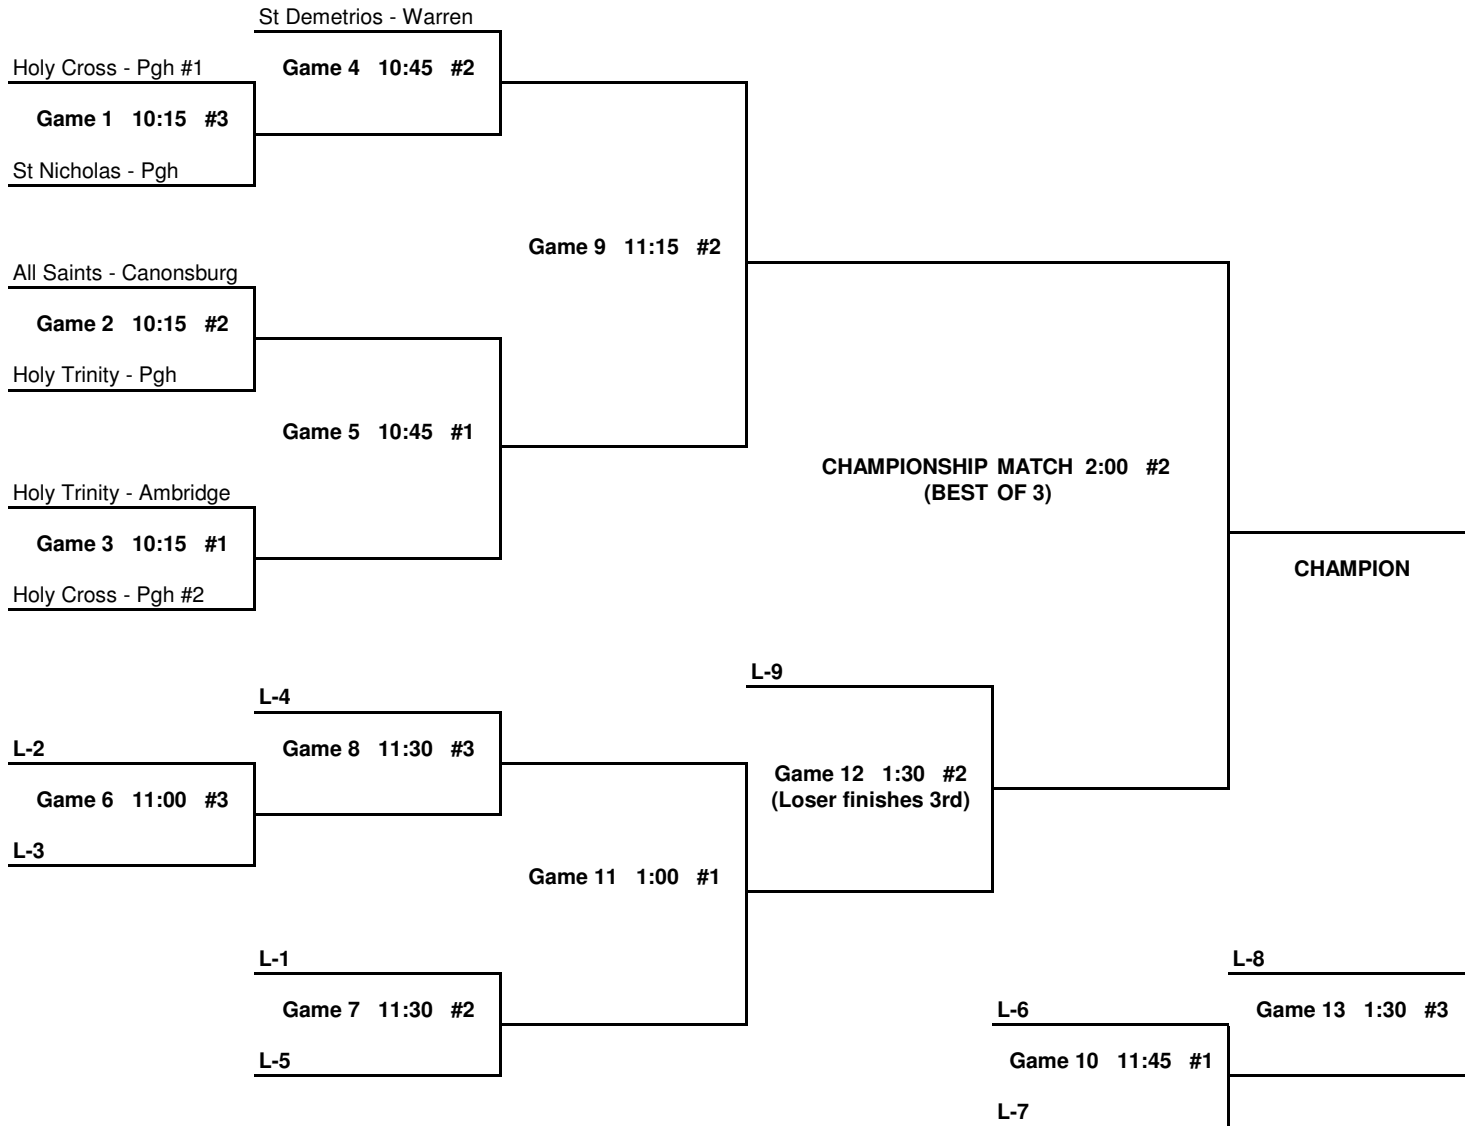 St Demetrios - Warren
Holy Cross - Pgh #1
Game 4 10:45 #2
Game 1 10:15 #3
St Nicholas - Pgh
Game 9 11:15 #2
All Saints - Canonsburg
Game 2 10:15 #2
Holy Trinity - Pgh
Game 5 10:45 #1
CHAMPIONSHIP MATCH 2:00 #2
(BEST OF 3)
Holy Trinity - Ambridge
Game 3 10:15 #1
CHAMPION
Holy Cross - Pgh #2
L-9
L-4
L-2
Game 8 11:30 #3
Game 12 1:30 #2
(Loser finishes 3rd)
Game 6 11:00 #3
L-3
Game 11 1:00 #1
L-1
L-8
Game 7 11:30 #2
L-6
Game 13 1:30 #3
L-5
Game 10 11:45 #1
L-7